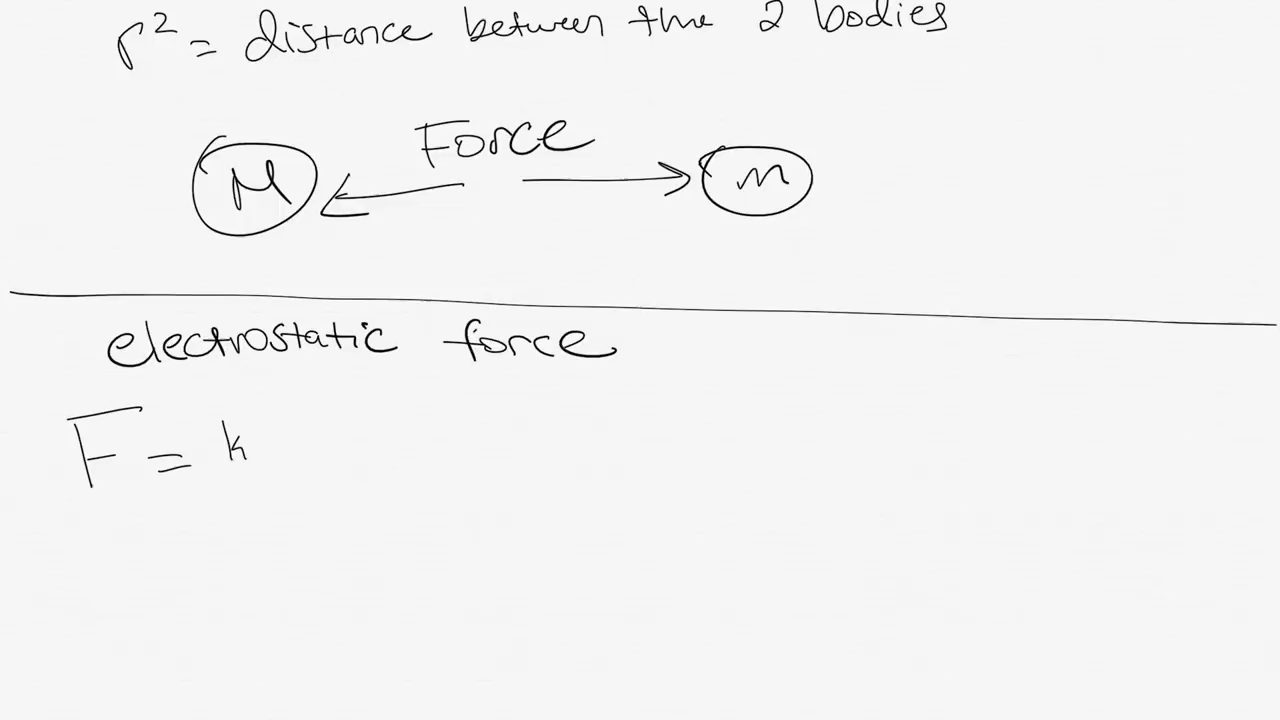 r² = distance between the 2 bodies
Force
M m
electrostatic force
F = k